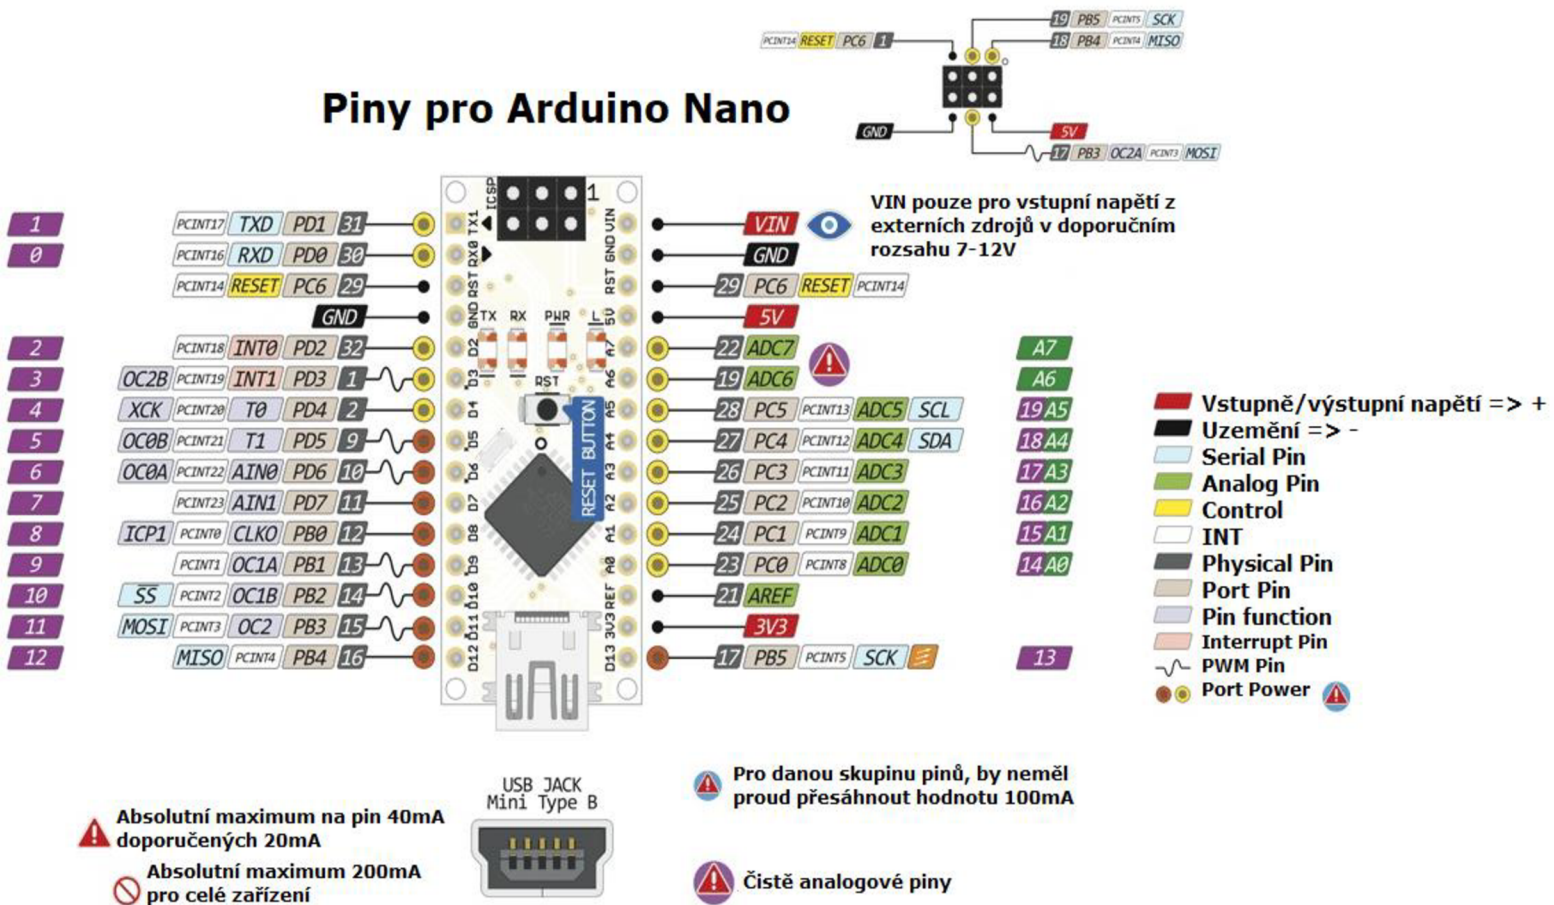 19 PB5 PCINT5 SCK
PCINT14 RESET PC6 1
18 PB4 PCINT4 MISO
Piny pro Arduino Nano
GND
5V
17 PB3 OC2A PCINT3 MOSI
ICSP
1
VIN pouze pro vstupní napětí z
externích zdrojů v doporučním
rozsahu 7-12V
1 PCINT17 TXD PD1 31 TX1 VIN VIN
0 PCINT16 RXD PD0 30 RX0 GND GND
PCINT14 RESET PC6 29 RST RST 29 PC6 RESET PCINT14
GND GND 5V 5V
TX RX PWR L
2 PCINT18 INT0 PD2 32 D2 A7 22 ADC7 A7
3 OC2B PCINT19 INT1 PD3 1 D3 A6 19 ADC6 A6
RST
4 XCK PCINT20 T0 PD4 2 D4 A5 28 PC5 PCINT13 ADC5 SCL 19 A5
5 OC0B PCINT21 T1 PD5 9 D5 A4 27 PC4 PCINT12 ADC4 SDA 18 A4
6 OC0A PCINT22 AIN0 PD6 10 D6 A3 26 PC3 PCINT11 ADC3 17 A3
7 PCINT23 AIN1 PD7 11 D7 A2 25 PC2 PCINT10 ADC2 16 A2
8 ICP1 PCINT0 CLKO PB0 12 D8 A1 24 PC1 PCINT9 ADC1 15 A1
9 PCINT1 OC1A PB1 13 D9 A0 23 PC0 PCINT8 ADC0 14 A0
10 SS PCINT2 OC1B PB2 14 D10 REF 21 AREF
11 MOSI PCINT3 OC2 PB3 15 D11 3V3 3V3
12 MISO PCINT4 PB4 16 D12 D13 17 PB5 PCINT5 SCK 13
RESET BUTTON
Vstupně/výstupní napětí => +
Uzemění => -
Serial Pin
Analog Pin
Control
INT
Physical Pin
Port Pin
Pin function
Interrupt Pin
PWM Pin
Port Power
USB JACK
Mini Type B
Absolutní maximum na pin 40mA
doporučených 20mA
Absolutní maximum 200mA
pro celé zařízení
Pro danou skupinu pinů, by neměl
proud přesáhnout hodnotu 100mA
Čistě analogové piny